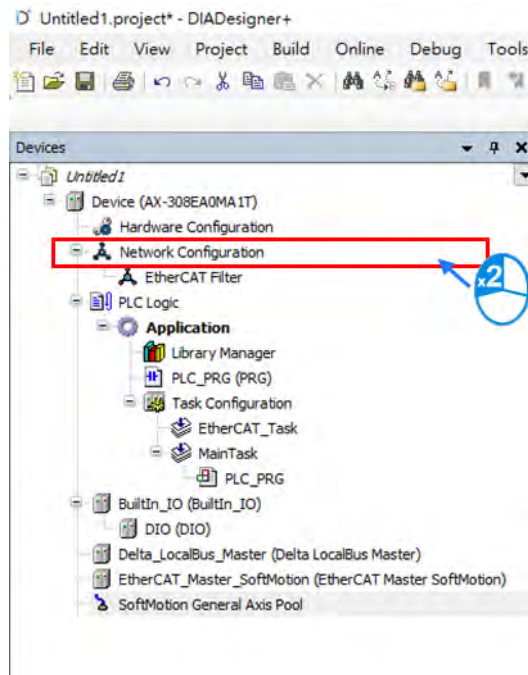 Untitled1.project* - DIADesigner+
File Edit View Project Build Online Debug Tools
Devices
Untitled1
Device (AX-308EA0MA1T)
Hardware Configuration
Network Configuration
x2
EtherCAT Filter
PLC Logic
Application
Library Manager
PLC_PRG (PRG)
Task Configuration
EtherCAT_Task
MainTask
PLC_PRG
BuiltIn_IO (BuiltIn_IO)
DIO (DIO)
Delta_LocalBus_Master (Delta LocalBus Master)
EtherCAT_Master_SoftMotion (EtherCAT Master SoftMotion)
SoftMotion General Axis Pool